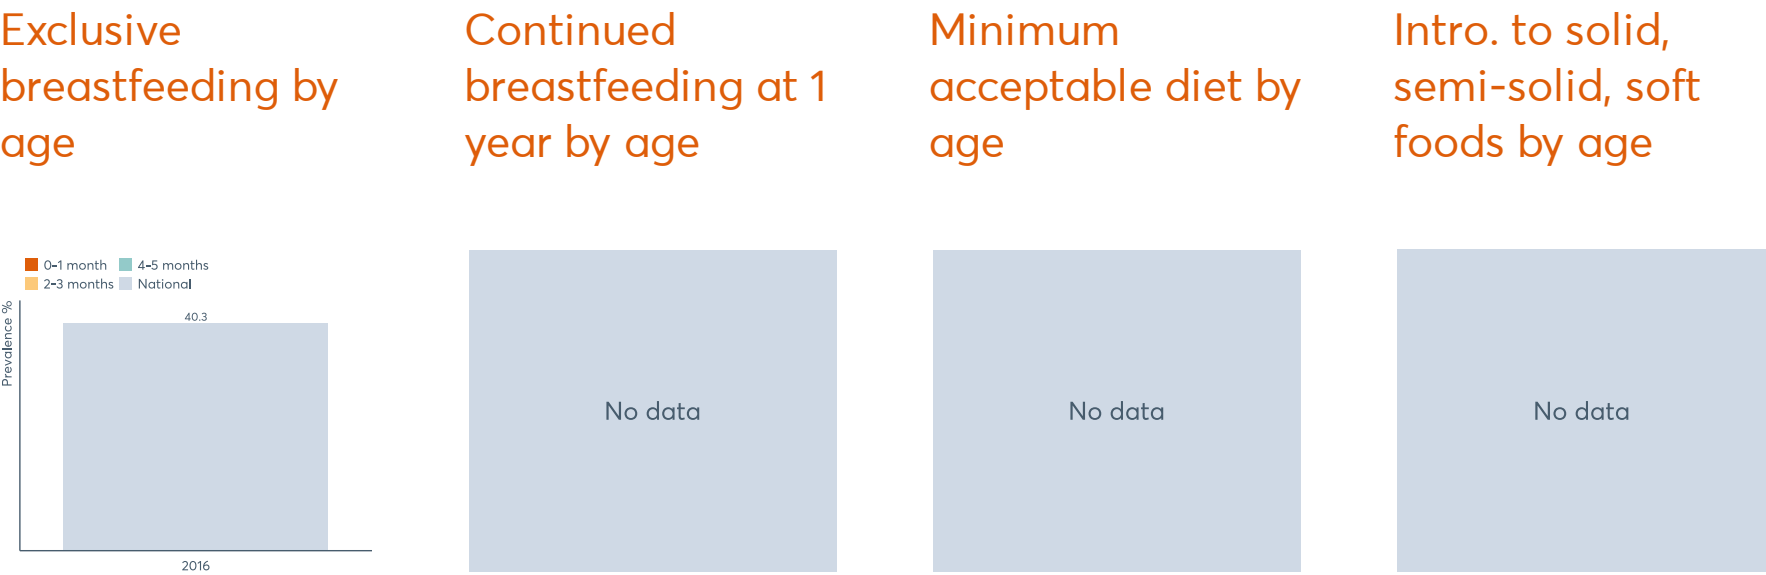 Exclusive
breastfeeding by
age
Continued
breastfeeding at 1
year by age
Minimum
acceptable diet by
age
Intro. to solid,
semi-solid, soft
foods by age
0-1 month
4-5 months
2-3 months
National
Prevalence %
40.3
2016
No data
No data
No data